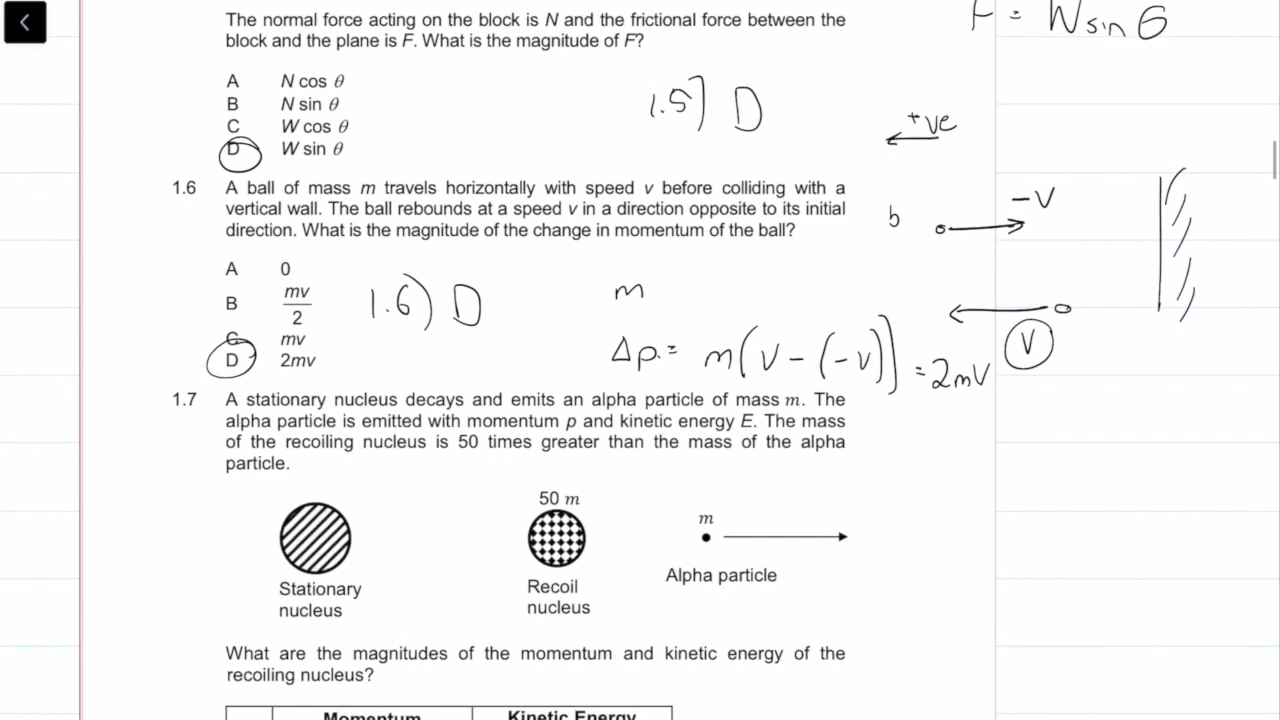 The normal force acting on the block is N and the frictional force between the
block and the plane is F. What is the magnitude of F?
F = W sin θ
A N cos θ
B N sin θ
C W cos θ
D W sin θ
1.5) D
+ve
1.6 A ball of mass m travels horizontally with speed v before colliding with a
vertical wall. The ball rebounds at a speed v in a direction opposite to its initial
direction. What is the magnitude of the change in momentum of the ball?
-V
b
A 0
B mv/2
C mv
D 2mv
1.6) D
m
Δp = m(v - (-v)) = 2mV
V
1.7 A stationary nucleus decays and emits an alpha particle of mass m. The
alpha particle is emitted with momentum p and kinetic energy E. The mass
of the recoiling nucleus is 50 times greater than the mass of the alpha
particle.
50 m
m
Stationary
nucleus
Recoil
nucleus
Alpha particle
What are the magnitudes of the momentum and kinetic energy of the
recoiling nucleus?
Momentum Kinetic Energy